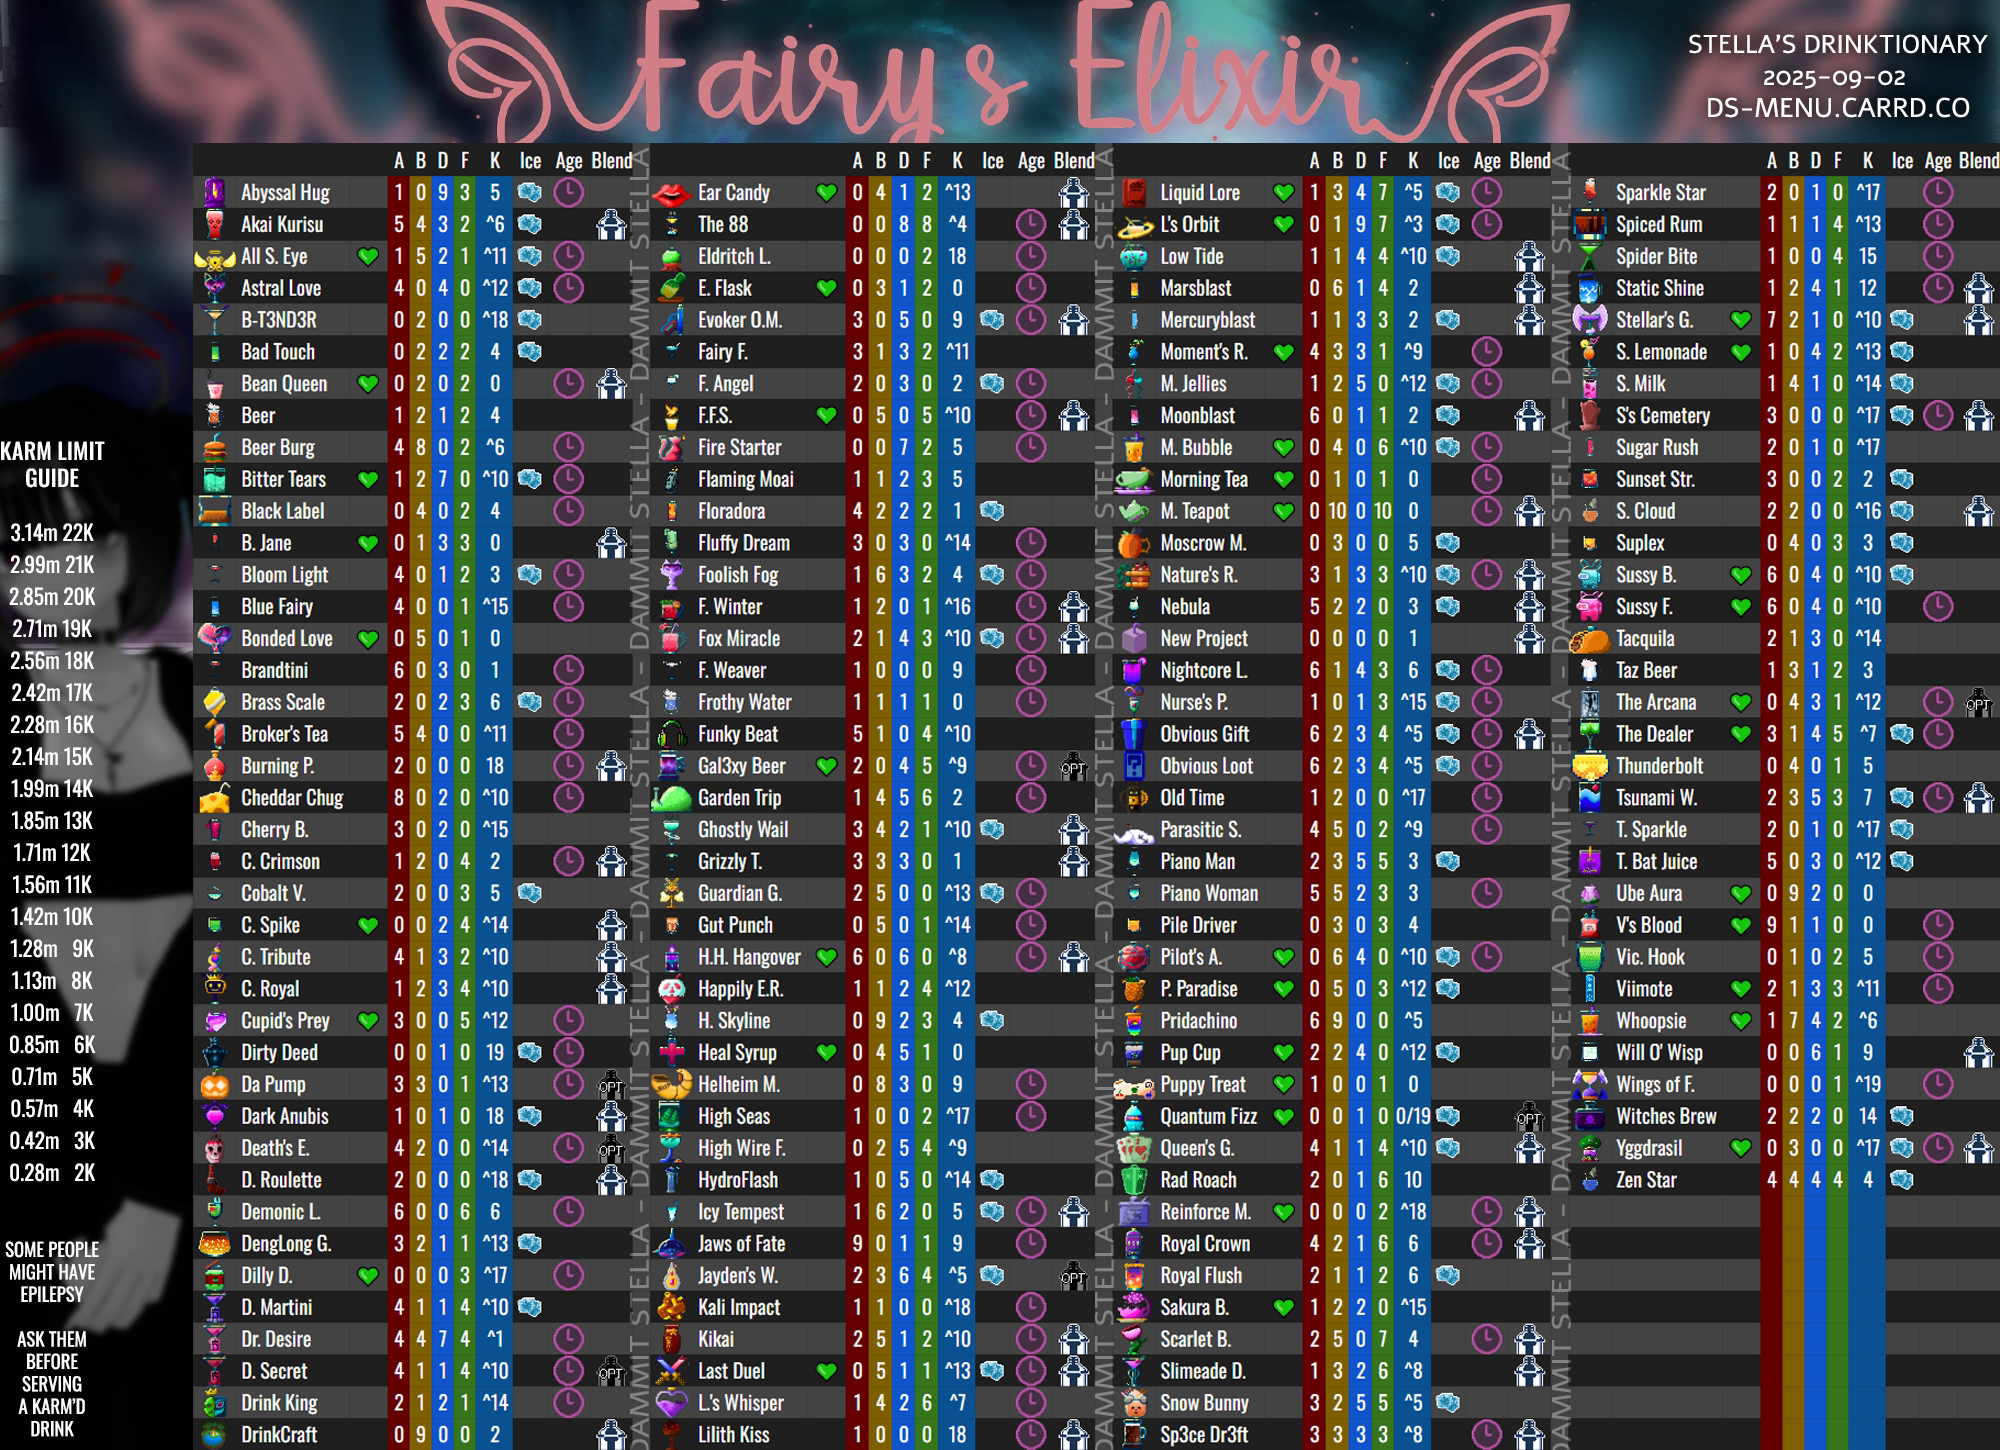 Fairy's Elixir
STELLA'S DRINKTIONARY
2025-09-02
DS-MENU.CARRD.CO
KARM LIMIT
GUIDE
3.14m 22K
2.99m 21K
2.85m 20K
2.71m 19K
2.56m 18K
2.42m 17K
2.28m 16K
2.14m 15K
1.99m 14K
1.85m 13K
1.71m 12K
1.56m 11K
1.42m 10K
1.28m 9K
1.13m 8K
1.00m 7K
0.85m 6K
0.71m 5K
0.57m 4K
0.42m 3K
0.28m 2K
SOME PEOPLE
MIGHT HAVE
EPILEPSY
ASK THEM
BEFORE
SERVING
A KARM'D
DRINK
A B D F K Ice Age Blend
Abyssal Hug 1 0 9 3 5
Akai Kurisu 5 4 3 2 ^6
All S. Eye 1 5 2 1 ^11
Astral Love 4 0 4 0 ^12
B-T3ND3R 0 2 0 0 ^18
Bad Touch 0 2 2 2 4
Bean Queen 0 2 0 2 0
Beer 1 2 1 2 4
Beer Burg 4 8 0 2 ^6
Bitter Tears 1 2 7 0 ^10
Black Label 0 4 0 2 4
B. Jane 0 1 3 3 0
Bloom Light 4 0 1 2 3
Blue Fairy 4 0 0 1 ^15
Bonded Love 0 5 0 1 0
Brandtini 6 0 3 0 1
Brass Scale 2 0 2 3 6
Broker's Tea 5 4 0 0 ^11
Burning P. 2 0 0 0 18
Cheddar Chug 8 0 2 0 ^10
Cherry B. 3 0 2 0 ^15
C. Crimson 1 2 0 4 2
Cobalt V. 2 0 0 3 5
C. Spike 0 0 2 4 ^14
C. Tribute 4 1 3 2 ^10
C. Royal 1 2 3 4 ^10
Cupid's Prey 3 0 0 5 ^12
Dirty Deed 0 0 1 0 19
Da Pump 3 3 0 1 ^13 OPT
Dark Anubis 1 0 1 0 18
Death's E. 4 2 0 0 ^14 OPT
D. Roulette 2 0 0 0 ^18
Demonic L. 6 0 0 6 6
DengLong G. 3 2 1 1 ^13
Dilly D. 0 0 0 3 ^17
D. Martini 4 1 1 4 ^10
Dr. Desire 4 4 7 4 ^1
D. Secret 4 1 1 4 ^10 OPT
Drink King 2 1 2 1 ^14
DrinkCraft 0 9 0 0 2
DAMMIT STELLA - DAMMIT STELLA - DAMMIT STELLA - DAMMIT STELLA
A B D F K Ice Age Blend
Ear Candy 0 4 1 2 ^13
The 88 0 0 8 8 ^4
Eldritch L. 0 0 0 2 18
E. Flask 0 3 1 2 0
Evoker O.M. 3 0 5 0 9
Fairy F. 3 1 3 2 ^11
F. Angel 2 0 3 0 2
F.F.S. 0 5 0 5 ^10
Fire Starter 0 0 7 2 5
Flaming Moai 1 1 2 3 5
Floradora 4 2 2 2 1
Fluffy Dream 3 0 3 0 ^14
Foolish Fog 1 6 3 2 4
F. Winter 1 2 0 1 ^16
Fox Miracle 2 1 4 3 ^10
F. Weaver 1 0 0 0 9
Frothy Water 1 1 1 1 0
Funky Beat 5 1 0 4 ^10
Gal3xy Beer 2 0 4 5 ^9 OPT
Garden Trip 1 4 5 6 2
Ghostly Wail 3 4 2 1 ^10
Grizzly T. 3 3 3 0 1
Guardian G. 2 5 0 0 ^13
Gut Punch 0 5 0 1 ^14
H.H. Hangover 6 0 6 0 ^8
Happily E.R. 1 1 2 4 ^12
H. Skyline 0 9 2 3 4
Heal Syrup 0 4 5 1 0
Helheim M. 0 8 3 0 9
High Seas 1 0 0 2 ^17
High Wire F. 0 2 5 4 ^9
HydroFlash 1 0 5 0 ^14
Icy Tempest 1 6 2 0 5
Jaws of Fate 9 0 1 1 9
Jayden's W. 2 3 6 4 ^5 OPT
Kali Impact 1 1 0 0 ^18
Kikai 2 5 1 2 ^10
Last Duel 0 5 1 1 ^13
L.'s Whisper 1 4 2 6 ^7
Lilith Kiss 1 0 0 0 18
DAMMIT STELLA - DAMMIT STELLA - DAMMIT STELLA - DAMMIT STELLA
A B D F K Ice Age Blend
Liquid Lore 1 3 4 7 ^5
L's Orbit 0 1 9 7 ^3
Low Tide 1 1 4 4 ^10
Marsblast 0 6 1 4 2
Mercuryblast 1 1 3 3 2
Moment's R. 4 3 3 1 ^9
M. Jellies 1 2 5 0 ^12
Moonblast 6 0 1 1 2
M. Bubble 0 4 0 6 ^10
Morning Tea 0 1 0 1 0
M. Teapot 0 10 0 10 0
Moscrow M. 0 3 0 0 5
Nature's R. 3 1 3 3 ^10
Nebula 5 2 2 0 3
New Project 0 0 0 0 1
Nightcore L. 6 1 4 3 6
Nurse's P. 1 0 1 3 ^15
Obvious Gift 6 2 3 4 ^5
Obvious Loot 6 2 3 4 ^5
Old Time 1 2 0 0 ^17
Parasitic S. 4 5 0 2 ^9
Piano Man 2 3 5 5 3
Piano Woman 5 5 2 3 3
Pile Driver 0 3 0 3 4
Pilot's A. 0 6 4 0 ^10
P. Paradise 0 5 0 3 ^12
Pridachino 6 9 0 0 ^5
Pup Cup 2 2 4 0 ^12
Puppy Treat 1 0 0 1 0
Quantum Fizz 0 0 1 0 0/19 OPT
Queen's G. 4 1 1 4 ^10
Rad Roach 2 0 1 6 10
Reinforce M. 0 0 0 2 ^18
Royal Crown 4 2 1 6 6
Royal Flush 2 1 1 2 6
Sakura B. 1 2 2 0 ^15
Scarlet B. 2 5 0 7 4
Slimeade D. 1 3 2 6 ^8
Snow Bunny 3 2 5 5 ^5
Sp3ce Dr3ft 3 3 3 3 ^8
DAMMIT STELLA - DAMMIT STELLA - DAMMIT STELLA - DAMMIT STELLA
A B D F K Ice Age Blend
Sparkle Star 2 0 1 0 ^17
Spiced Rum 1 1 1 4 ^13
Spider Bite 1 0 0 4 15
Static Shine 1 2 4 1 12
Stellar's G. 7 2 1 0 ^10
S. Lemonade 1 0 4 2 ^13
S. Milk 1 4 1 0 ^14
S's Cemetery 3 0 0 0 ^17
Sugar Rush 2 0 1 0 ^17
Sunset Str. 3 0 0 2 2
S. Cloud 2 2 0 0 ^16
Suplex 0 4 0 3 3
Sussy B. 6 0 4 0 ^10
Sussy F. 6 0 4 0 ^10
Tacquila 2 1 3 0 ^14
Taz Beer 1 3 1 2 3
The Arcana 0 4 3 1 ^12 OPT
The Dealer 3 1 4 5 ^7
Thunderbolt 0 4 0 1 5
Tsunami W. 2 3 5 3 7
T. Sparkle 2 0 1 0 ^17
T. Bat Juice 5 0 3 0 ^12
Ube Aura 0 9 2 0 0
V's Blood 9 1 1 0 0
Vic. Hook 0 1 0 2 5
Viimote 2 1 3 3 ^11
Whoopsie 1 7 4 2 ^6
Will O' Wisp 0 0 6 1 9
Wings of F. 0 0 0 1 ^19
Witches Brew 2 2 2 0 14
Yggdrasil 0 3 0 0 ^17
Zen Star 4 4 4 4 4